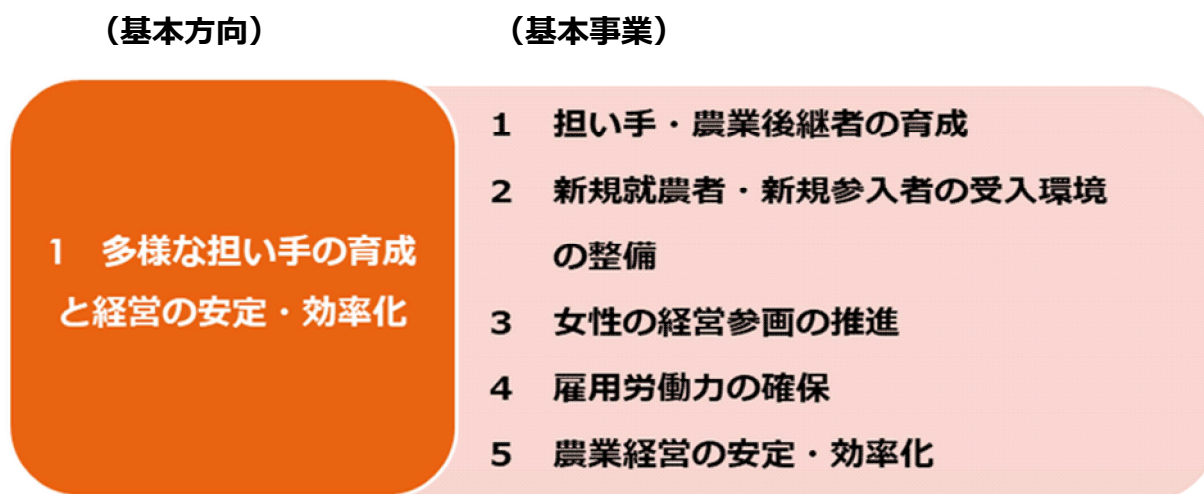 （基本方向）
（基本事業）
1　多様な担い手の育成
と経営の安定・効率化
1　担い手・農業後継者の育成
2　新規就農者・新規参入者の受入環境
の整備
3　女性の経営参画の推進
4　雇用労働力の確保
5　農業経営の安定・効率化